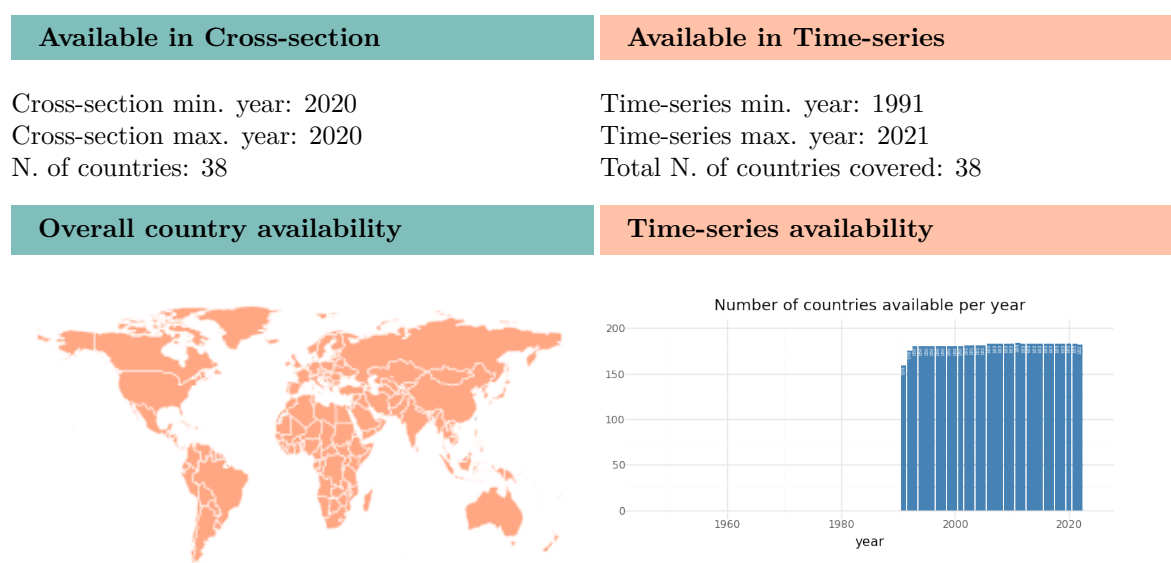 Available in Cross-section
Available in Time-series
Cross-section min. year: 2020
Cross-section max. year: 2020
N. of countries: 38
Time-series min. year: 1991
Time-series max. year: 2021
Total N. of countries covered: 38
Overall country availability
Time-series availability
Number of countries available per year
200
150
100
50
0
1960
1980
2000
2020
year